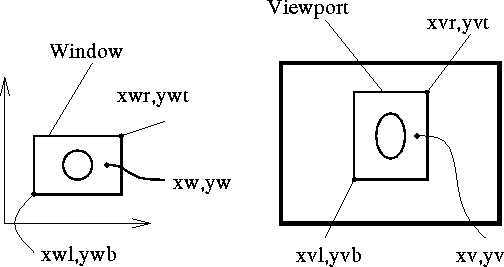 Window
xwr,ywt
xw,yw
xwl,ywb
Viewport
xvr,yvt
xvl,yvb
xv,yv